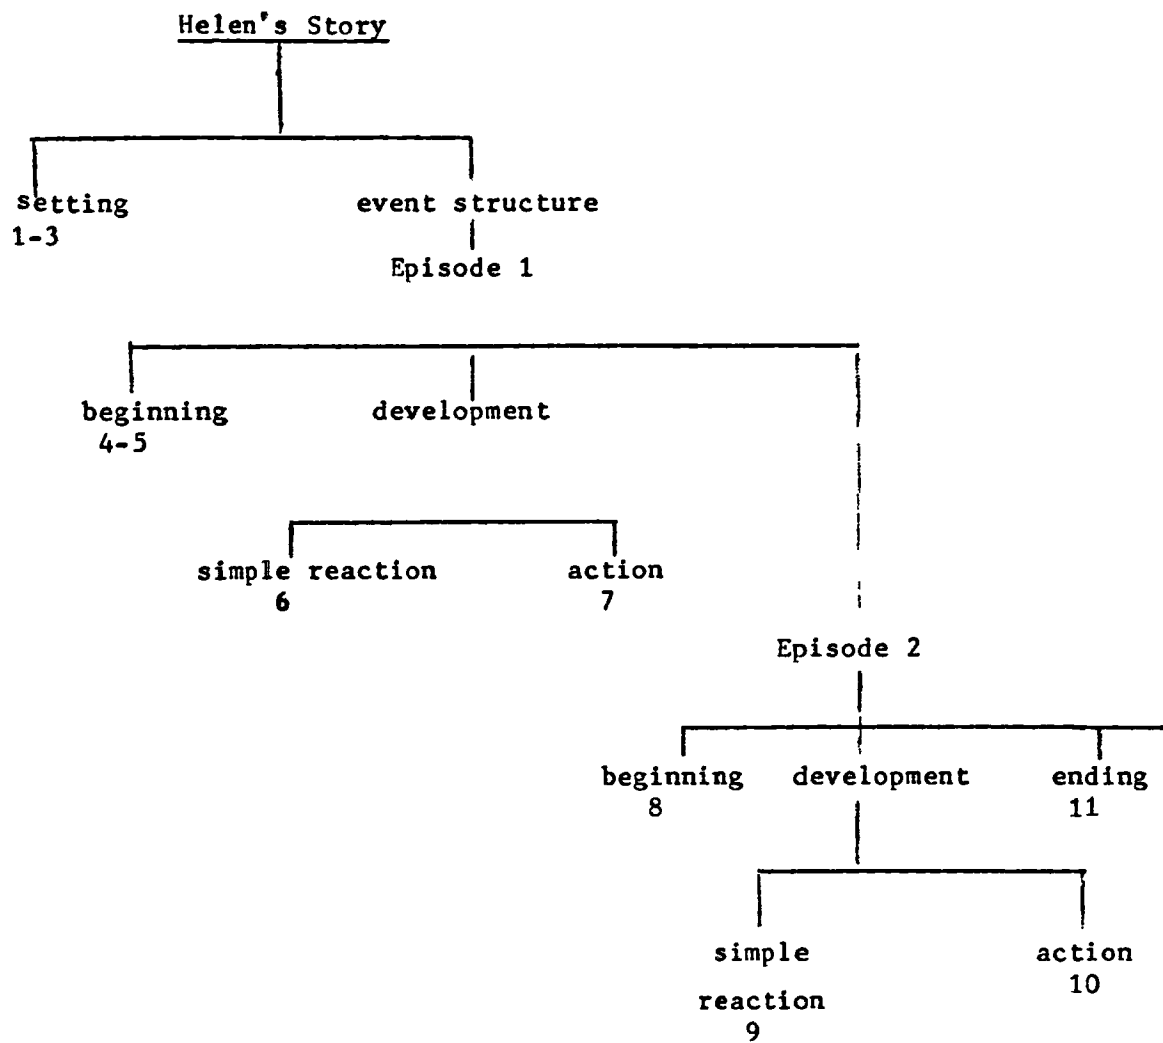 Helen's Story
setting event structure
1-3
Episode 1
beginning development
4-5
simple reaction action
6 7
Episode 2
beginning development ending
8 11
simple action
10
reaction
9